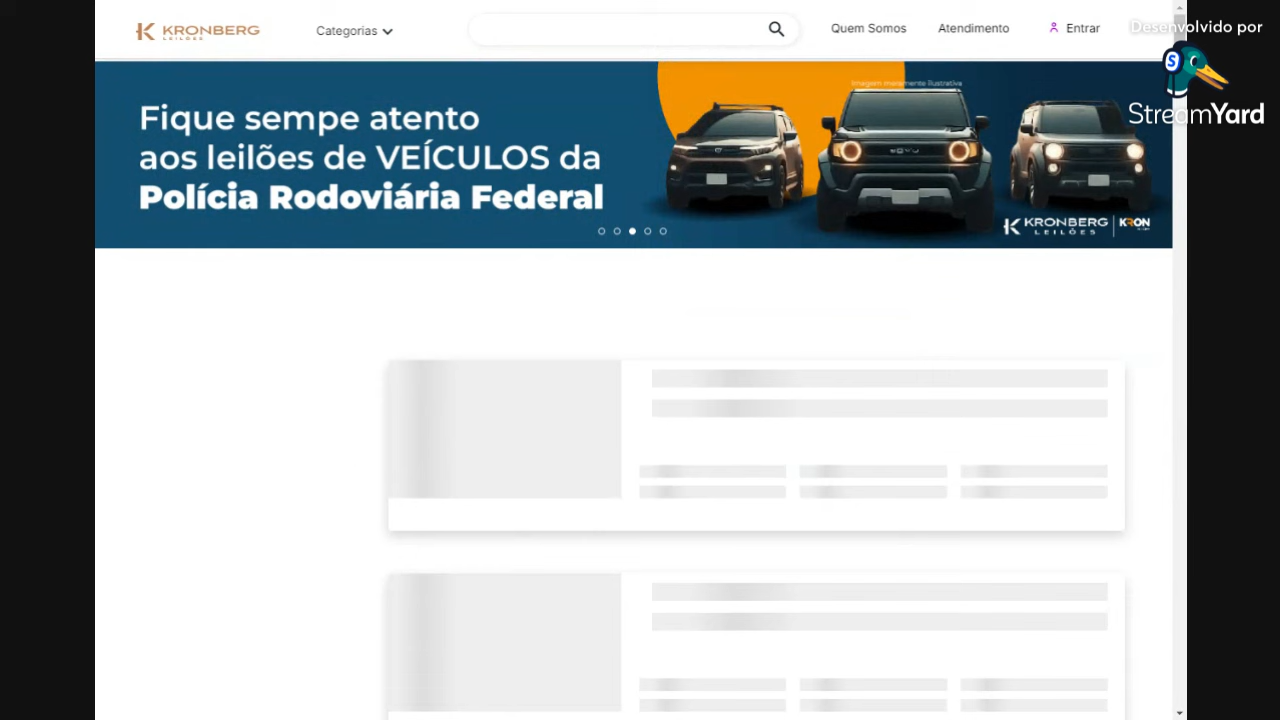 KRONBERG
LEILÕES
Categorias
Quem Somos
Atendimento
Entrar
Desenvolvido por
S
StreamYard
Imagem meramente ilustrativa
Fique sempe atento
aos leilões de VEÍCULOS da
Polícia Rodoviária Federal
KRONBERG
LEILÕES
KRON